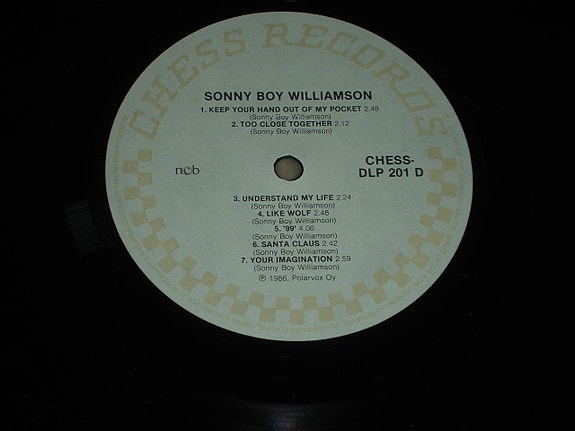 CHESS RECORDS
SONNY BOY WILLIAMSON
1. KEEP YOUR HAND OUT OF MY POCKET 2.48
(Sonny Boy Williamson)
2. TOO CLOSE TOGETHER 2.12
(Sonny Boy Williamson)
ncb
CHESS-
DLP 201 D
3. UNDERSTAND MY LIFE 2.24
(Sonny Boy Williamson)
4. LIKE WOLF 2.48
(Sonny Boy Williamson)
5. '99' 4.06
(Sonny Boy Williamson)
6. SANTA CLAUS 2.42
(Sonny Boy Williamson)
7. YOUR IMAGINATION 2.59
(Sonny Boy Williamson)
℗ 1986, Polarvox Oy